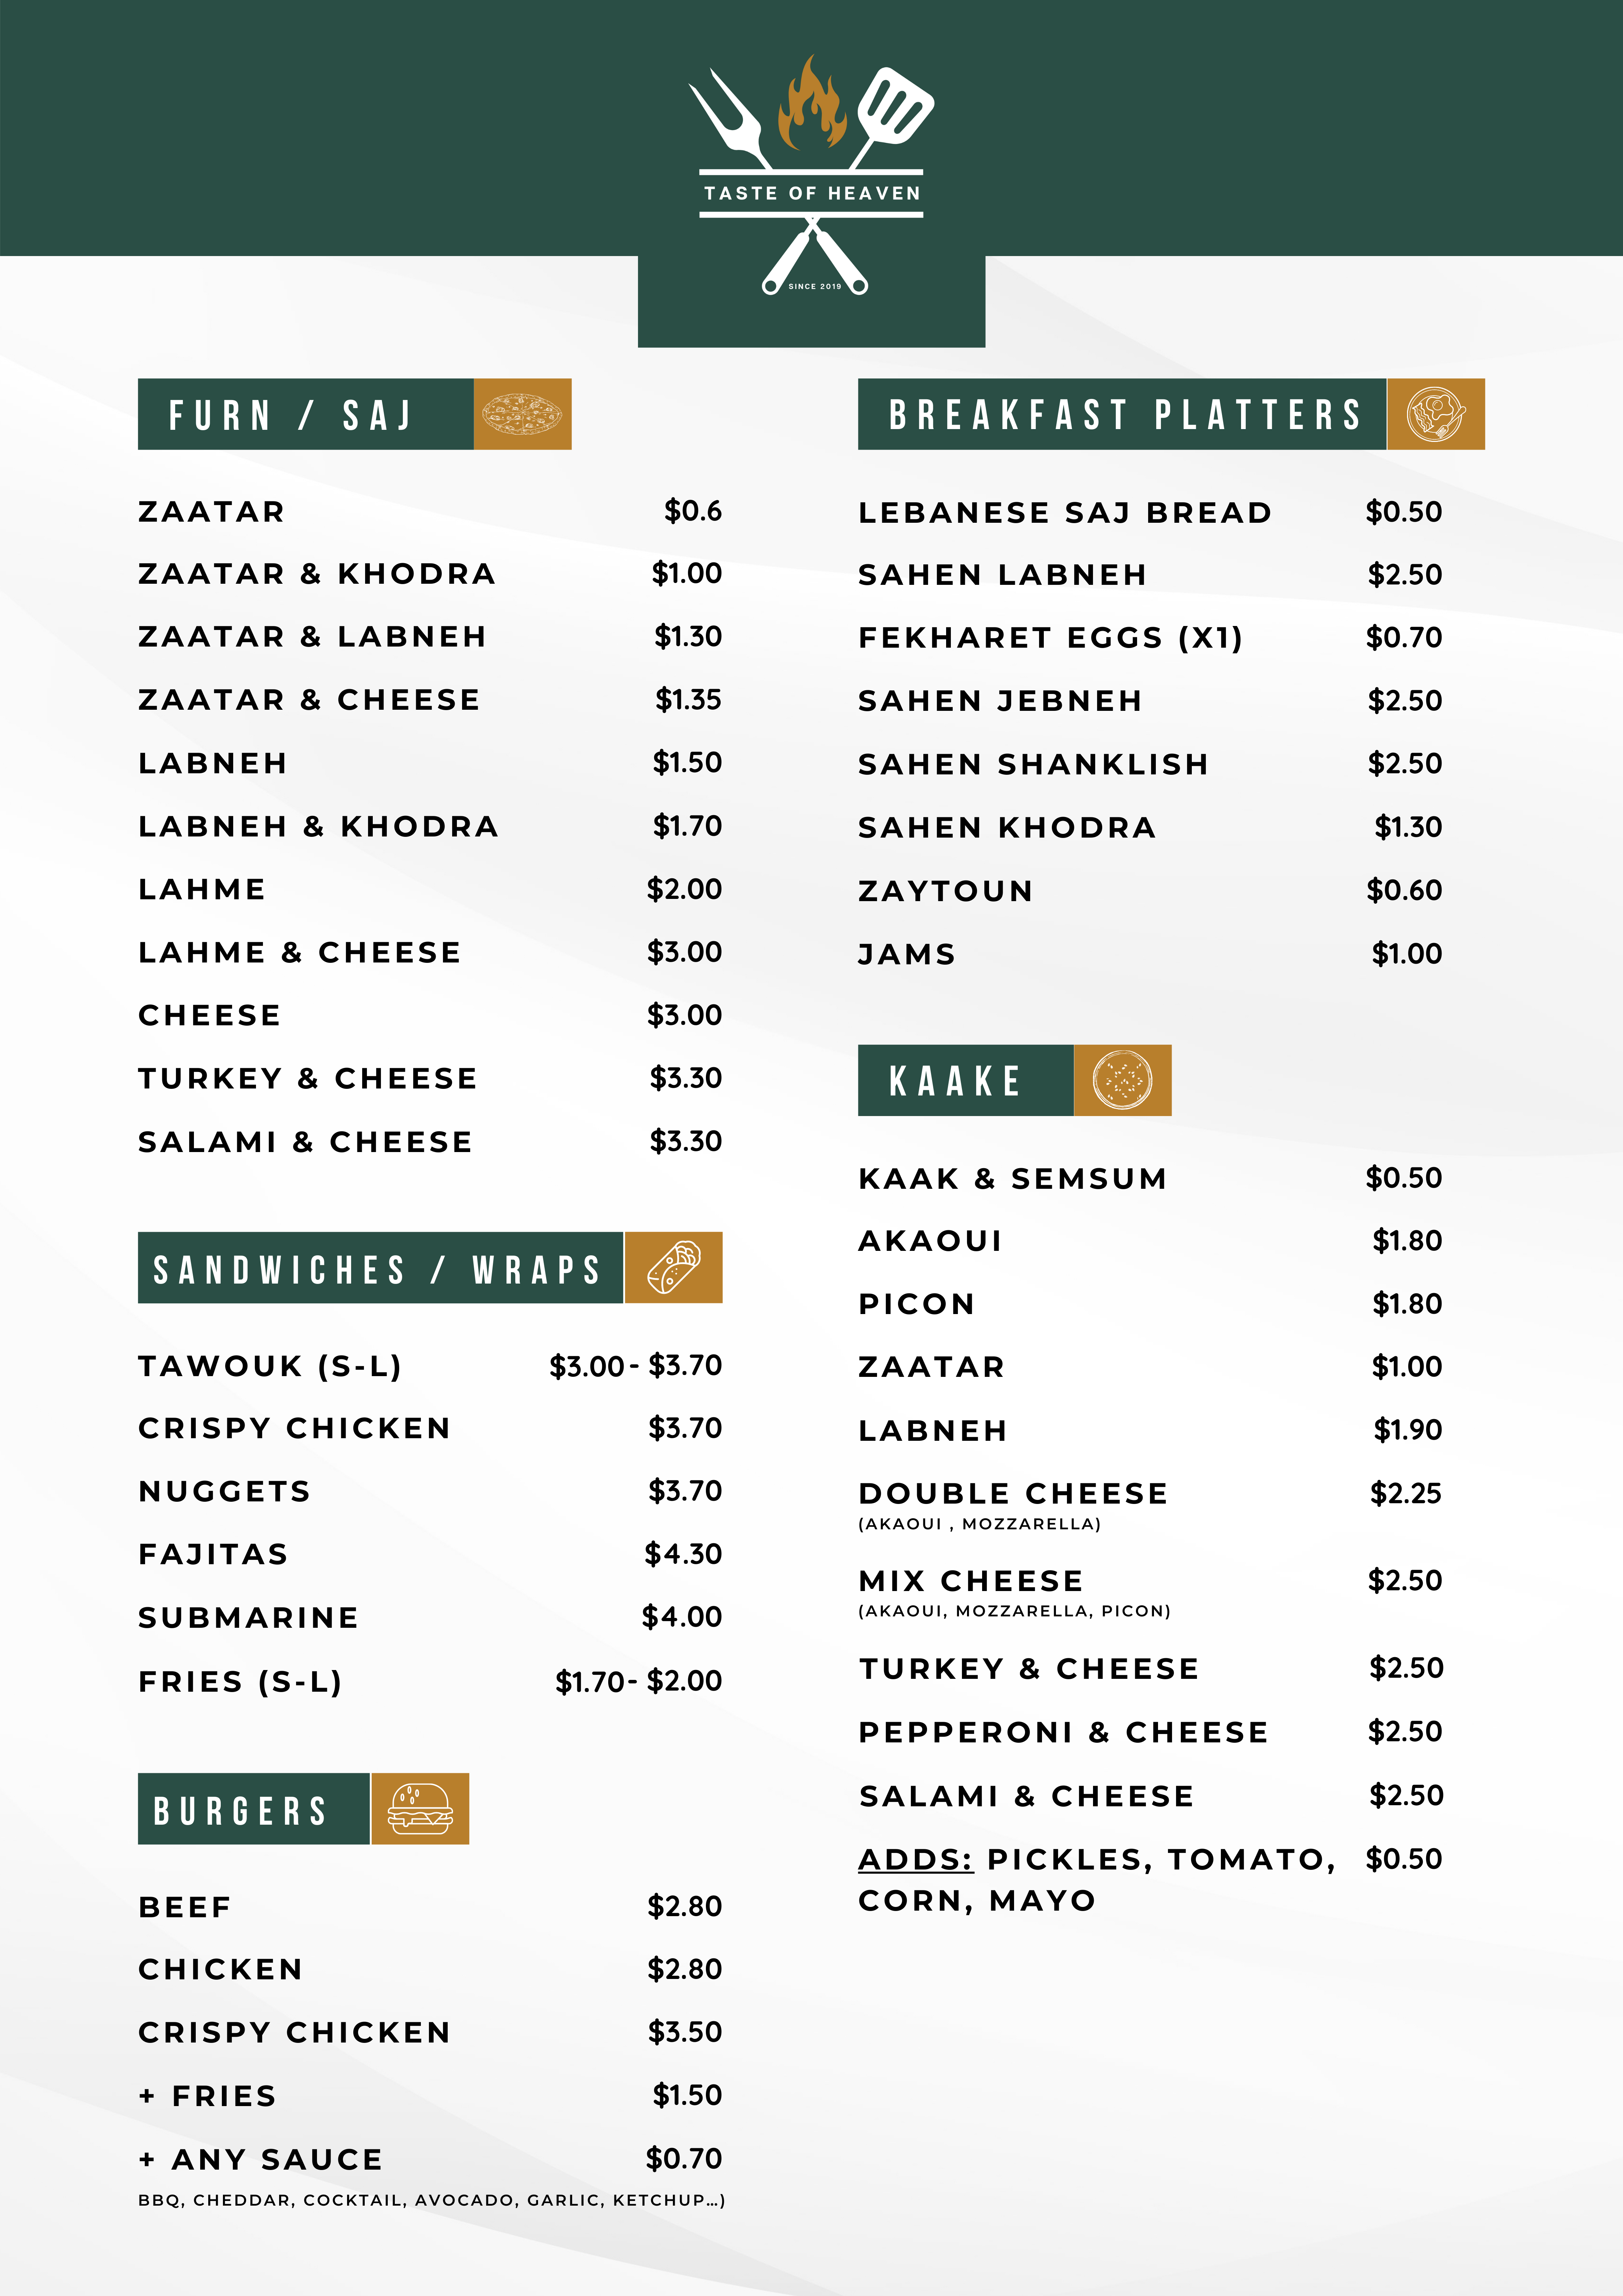 TASTE OF HEAVEN
SINCE 2019
FURN / SAJ
ZAATAR $0.6
ZAATAR & KHODRA $1.00
ZAATAR & LABNEH $1.30
ZAATAR & CHEESE $1.35
LABNEH $1.50
LABNEH & KHODRA $1.70
LAHME $2.00
LAHME & CHEESE $3.00
CHEESE $3.00
TURKEY & CHEESE $3.30
SALAMI & CHEESE $3.30
SANDWICHES / WRAPS
TAWOUK (S-L) $3.00- $3.70
CRISPY CHICKEN $3.70
NUGGETS $3.70
FAJITAS $4.30
SUBMARINE $4.00
FRIES (S-L) $1.70- $2.00
BURGERS
BEEF $2.80
CHICKEN $2.80
CRISPY CHICKEN $3.50
+ FRIES $1.50
+ ANY SAUCE $0.70
BBQ, CHEDDAR, COCKTAIL, AVOCADO, GARLIC, KETCHUP...)
BREAKFAST PLATTERS
LEBANESE SAJ BREAD $0.50
SAHEN LABNEH $2.50
FEKHARET EGGS (X1) $0.70
SAHEN JEBNEH $2.50
SAHEN SHANKLISH $2.50
SAHEN KHODRA $1.30
ZAYTOUN $0.60
JAMS $1.00
KAAKE
KAAK & SEMSUM $0.50
AKAOUI $1.80
PICON $1.80
ZAATAR $1.00
LABNEH $1.90
DOUBLE CHEESE $2.25
(AKAOUI , MOZZARELLA)
MIX CHEESE $2.50
(AKAOUI, MOZZARELLA, PICON)
TURKEY & CHEESE $2.50
PEPPERONI & CHEESE $2.50
SALAMI & CHEESE $2.50
ADDS: PICKLES, TOMATO, $0.50
CORN, MAYO